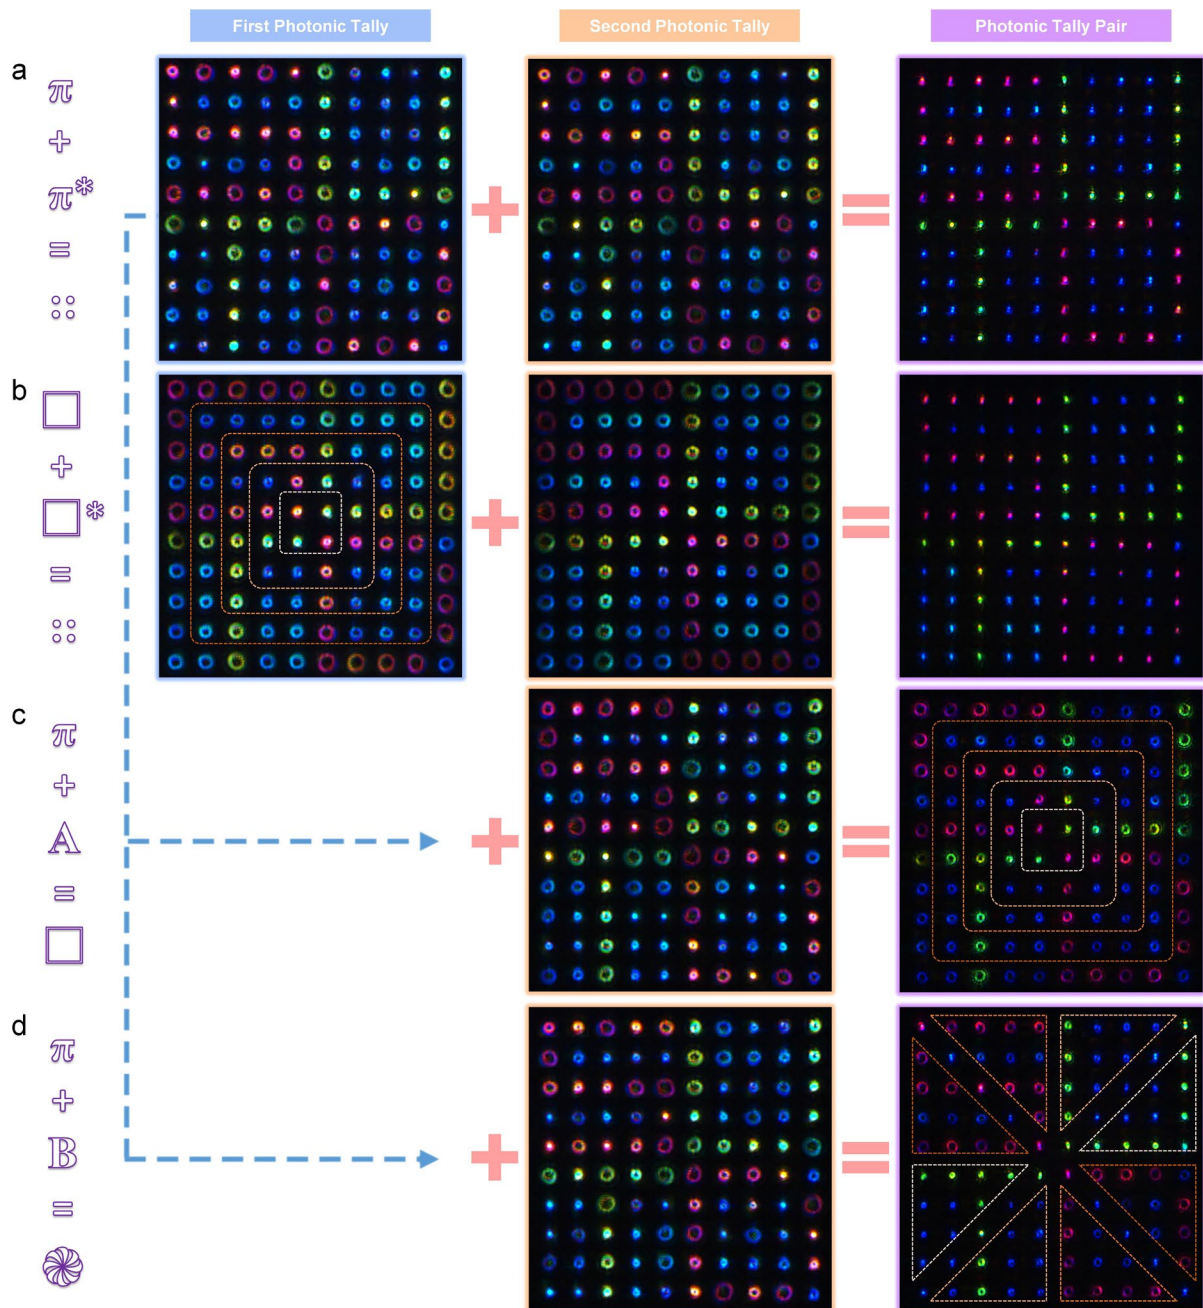 First Photonic Tally
Second Photonic Tally
Photonic Tally Pair
a
π
+
π*
=
+
=
b
+
*
=
+
=
c
π
+
A
=
+
=
d
π
+
B
=
+
=